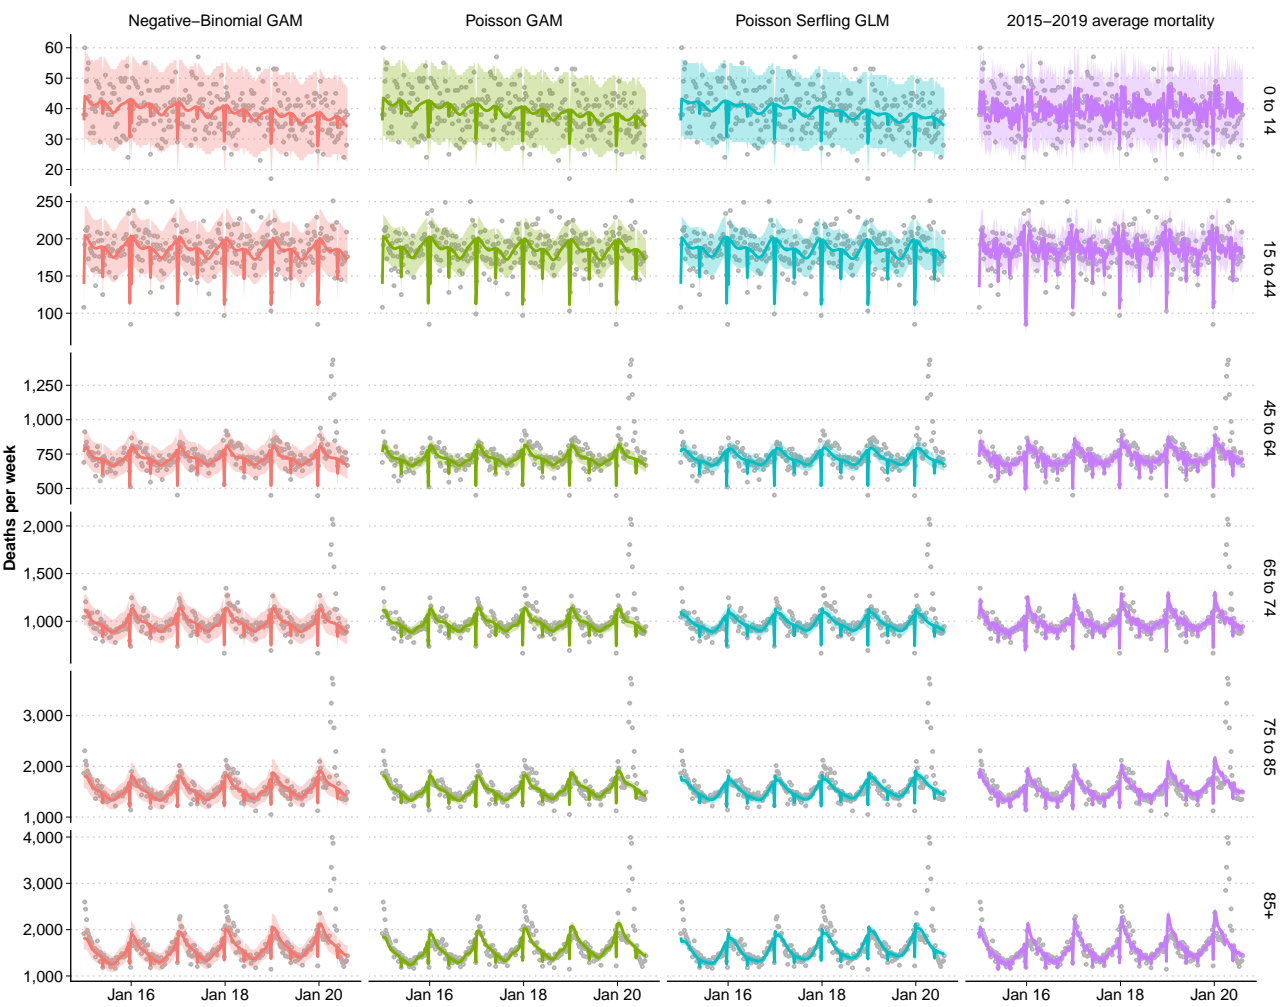 Negative−Binomial GAM
Poisson GAM
Poisson Serfling GLM
2015−2019 average mortality
Deaths per week
60
50
40
30
20
0 to 14
250
200
150
100
15 to 44
1,250
1,000
750
500
45 to 64
2,000
1,500
1,000
65 to 74
3,000
2,000
1,000
75 to 85
4,000
3,000
2,000
1,000
85+
Jan 16 Jan 18 Jan 20 Jan 16 Jan 18 Jan 20 Jan 16 Jan 18 Jan 20 Jan 16 Jan 18 Jan 20